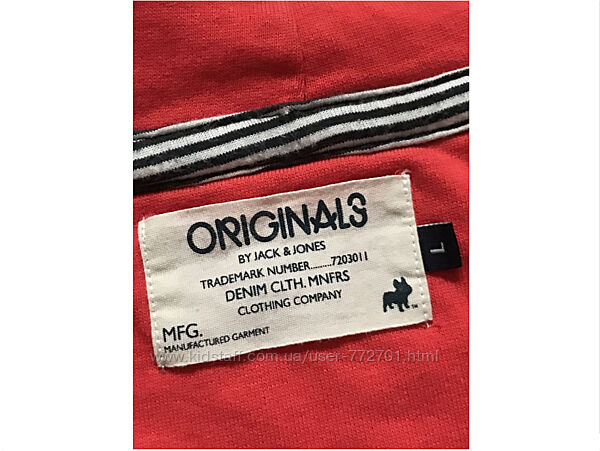 ORIGINALS
BY JACK & JONES
TRADEMARK NUMBER.........7203011
DENIM CLTH. MNFRS
CLOTHING COMPANY
MFG.
MANUFACTURED GARMENT
L
www.kidstaff.com.ua/user-772701.html